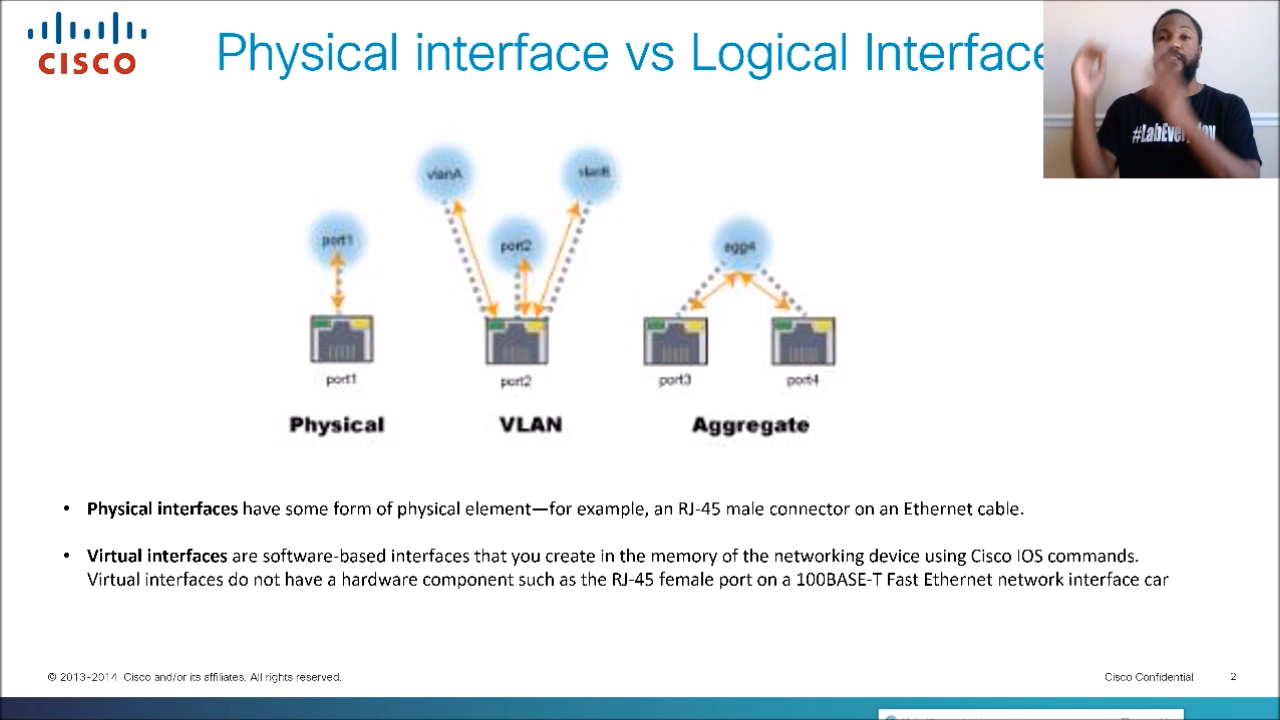 CISCO
Physical interface vs Logical Interface
#LabEveryday
vlanA
vlanB
port1
port2
agg4
port1
port2
port3
port4
Physical
VLAN
Aggregate
• Physical interfaces have some form of physical element—for example, an RJ-45 male connector on an Ethernet cable.
• Virtual interfaces are software-based interfaces that you create in the memory of the networking device using Cisco IOS commands.
Virtual interfaces do not have a hardware component such as the RJ-45 female port on a 100BASE-T Fast Ethernet network interface car
© 2013-2014 Cisco and/or its affiliates. All rights reserved.
Cisco Confidential
2